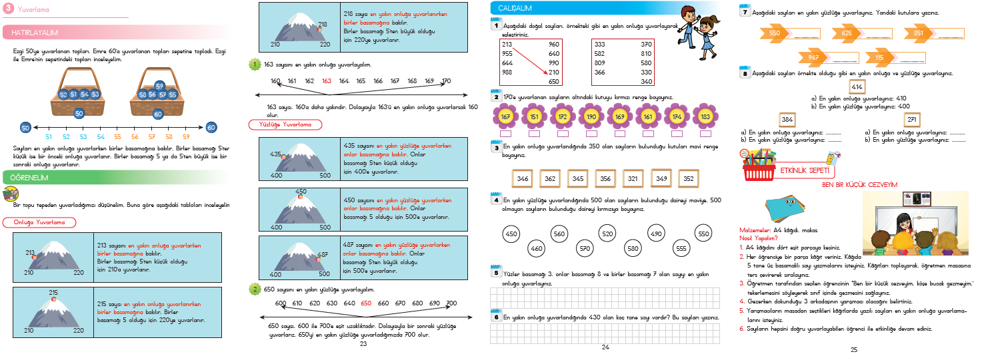 3 Yuvarlama
HATIRLAYALIM
Ezgi 50'ye yuvarlanan topları, Emre 60'a yuvarlanan topları sepetine topladı. Ezgi
ile Emre'nin sepetindeki topları inceleyelim.
52 51 54 53
50
59
58 56 57 55
60
50 60
51 52 53 54 55 56 57 58 59
Sayıları en yakın onluğa yuvarlarken birler basamağına bakılır. Birler basamağı 5'ten
küçük ise bir önceki onluğa yuvarlanır. Birler basamağı 5 ya da 5'ten büyük ise bir
sonraki onluğa yuvarlanır.
ÖĞRENELİM
Bir topu tepeden yuvarladığımızı düşünelim. Buna göre aşağıdaki tabloları inceleyelim
Onluğa Yuvarlama
213
210 220
213 sayısını en yakın onluğa yuvarlarken
birler basamağına bakılır.
Birler basamağı 5'ten küçük olduğu
için 210'a yuvarlanır.
215
210 220
215 sayısı en yakın onluğa yuvarlanırken
birler basamağına bakılır. Birler
basamağı 5 olduğu için 220'ye yuvarlanır.
218
210 220
218 sayısı en yakın onluğa yuvarlanırken
birler basamağına bakılır.
Birler basamağı 5'ten büyük olduğu
için 220'ye yuvarlanır.
1 163 sayısını en yakın onluğa yuvarlayalım.
160 161 162 163 164 165 166 167 168 169 170
163 sayısı, 160'a daha yakındır. Dolayısıyla 163'ü en yakın onluğa yuvarlarsak 160
olur.
Yüzlüğe Yuvarlama
435
400 500
435 sayısını en yakın yüzlüğe yuvarlarken
onlar basamağına bakılır. Onlar
basamağı 5'ten küçük olduğu
için 400'e yuvarlanır.
450
400 500
450 sayısını en yakın yüzlüğe yuvarlarken
onlar basamağına bakılır. Onlar
basamağı 5 olduğu için 500'e yuvarlanır.
487
400 500
487 sayısını en yakın yüzlüğe yuvarlarken
onlar basamağına bakılır. Onlar
basamağı 5'ten büyük olduğu
için 500'e yuvarlanır.
2 650 sayısını en yakın yüzlüğe yuvarlayalım.
600 610 620 630 640 650 660 670 680 690 700
650 sayısı, 600 ile 700'e eşit uzaklıktadır. Dolayısıyla bir sonraki yüzlüğe
yuvarlarız. 650'yi en yakın yüzlüğe yuvarladığımızda 700 olur.
23
ÇALIŞALIM
1 Aşağıdaki doğal sayıları, örnekteki gibi en yakın onluğa yuvarlayarak
eşleştiriniz.
213 960
955 640
644 990
988 210
650
333 370
582 810
809 580
366 330
340
2 170'e yuvarlanan sayıların altındaki kutuyu kırmızı renge boyayınız.
167 151 172 190 169 161 174 183
3 En yakın onluğa yuvarlandığında 350 olan sayıların bulunduğu kutuları mavi renge
boyayınız.
346 362 345 356 321 349 352
4 En yakın yüzlüğe yuvarlandığında 500 olan sayıların bulunduğu daireyi maviye, 500
olmayan sayıların bulunduğu daireyi kırmızıya boyayınız.
450 560 520 490 550
460 570 580 555
5 Yüzler basamağı 3, onlar basamağı 8 ve birler basamağı 7 olan sayıyı en yakın
onluğa yuvarlayınız.
6 En yakın onluğa yuvarlandığında 430 olan kaç tane sayı vardır? Bu sayıları yazınız.
24
7 Aşağıdaki sayıları en yakın yüzlüğe yuvarlayınız. Yandaki kutulara yazınız.
550 625 851
947 115
8 Aşağıdaki sayıları örnekte olduğu gibi en yakın onluğa ve yüzlüğe yuvarlayınız.
414
a) En yakın onluğa yuvarlayınız: 410
b) En yakın yüzlüğe yuvarlayınız: 400
384 271
a) En yakın onluğa yuvarlayınız: ........... a) En yakın onluğa yuvarlayınız: ...........
b) En yakın yüzlüğe yuvarlayınız: .......... b) En yakın yüzlüğe yuvarlayınız: ..........
ETKİNLİK SEPETİ
BEN BİR KÜÇÜK CEZVEYİM
Malzemeler: A4 kâğıdı, makas
Nasıl Yapalım?
1. A4 kâğıdını dört eşit parçaya kesiniz.
2. Her öğrenciye bir parça kâğıt veriniz. Kâğıda
5 tane üç basamaklı sayı yazmalarını isteyiniz. Kâğıtları toplayarak, öğretmen masasına
ters çevirerek sıralayınız.
3. Öğretmen tarafından seçilen öğrencinin "Ben bir küçük cezveyim, köşe bucak gezmeyim."
tekerlemesini söyleyerek sınıf içinde gezmesini sağlayınız.
4. Gezerken dokunduğu 3 arkadaşının yarışmacı olacağını belirtiniz.
5. Yarışmacıların masadan seçtikleri kâğıtlarda yazılı sayıları en yakın onluğa yuvarlama-
larını isteyiniz.
6. Sayıların hepsini doğru yuvarlayabilen öğrenci ile etkinliğe devam ediniz.
25